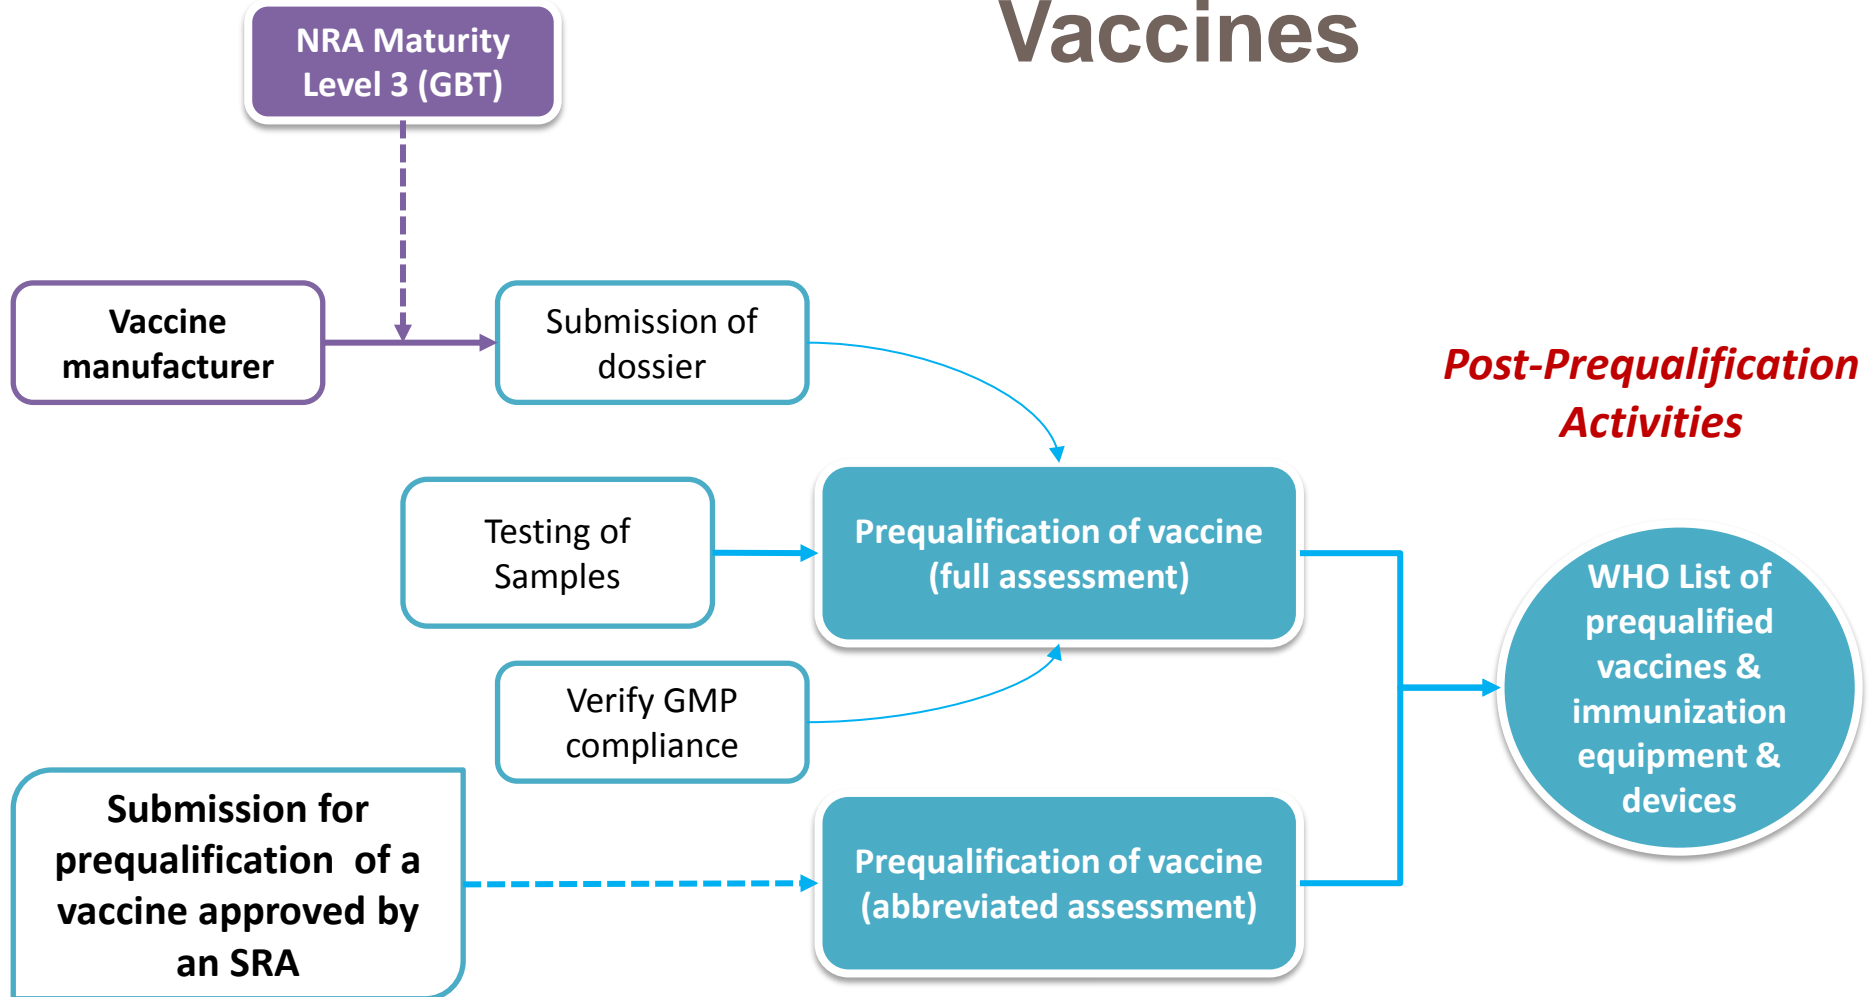 Vaccines
NRA Maturity
Level 3 (GBT)
Vaccine
manufacturer
Submission of
dossier
Post-Prequalification
Activities
Testing of
Samples
Prequalification of vaccine
(full assessment)
WHO List of
prequalified
vaccines &
immunization
equipment &
devices
Verify GMP
compliance
Submission for
prequalification of a
vaccine approved by
an SRA
Prequalification of vaccine
(abbreviated assessment)